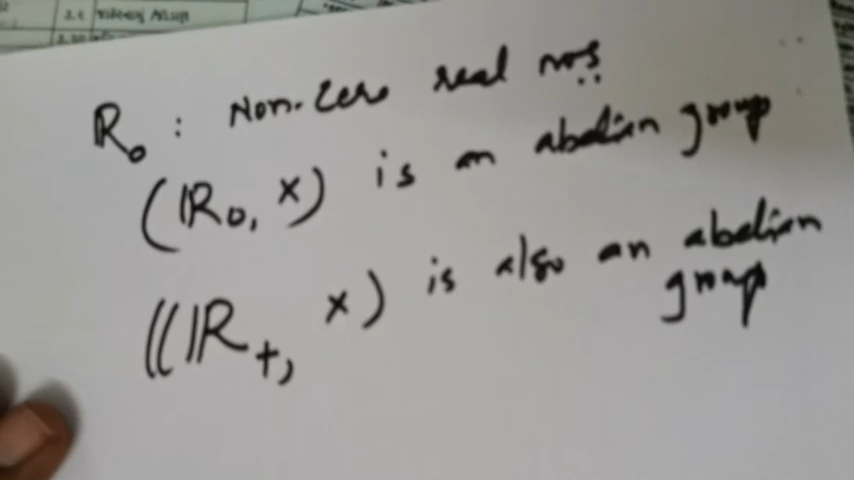 R₀ : Non-zero real nos
(ℝ₀, ×) is an abelian group
((ℝ₊, ×) is also an abelian
group